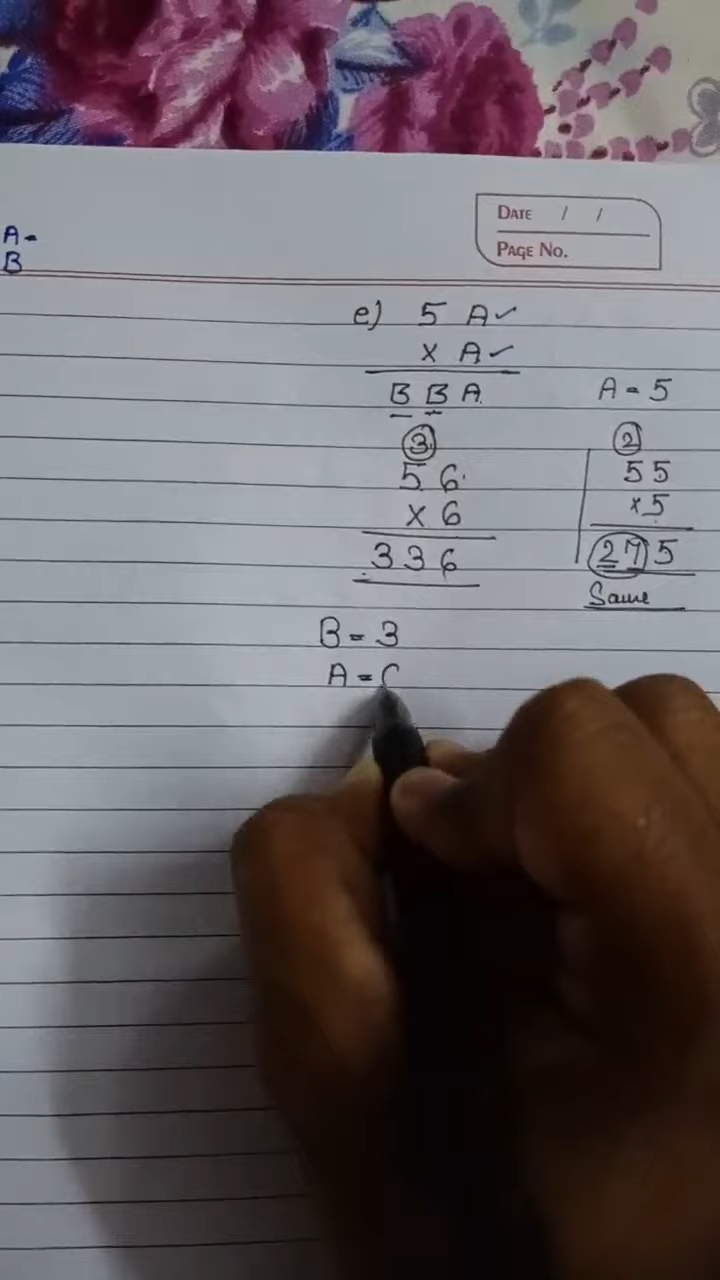 DATE / /
PAGE NO.
A-
B
e) 5 A✓
x A✓
B B A
A = 5
3
5 6
x 6
3 3 6
2
5 5
x 5
2 7 5
Same
B = 3
A =